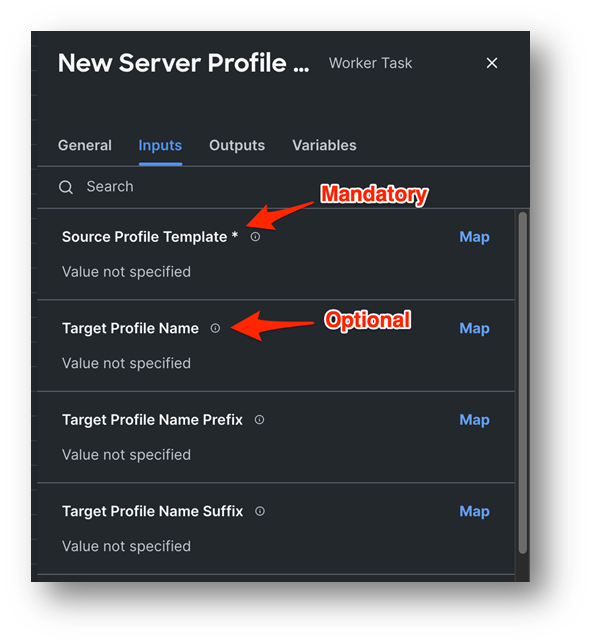 New Server Profile ... Worker Task
General Inputs Outputs Variables
Search
Mandatory
Source Profile Template * Map
Value not specified
Optional
Target Profile Name Map
Value not specified
Target Profile Name Prefix Map
Value not specified
Target Profile Name Suffix Map
Value not specified